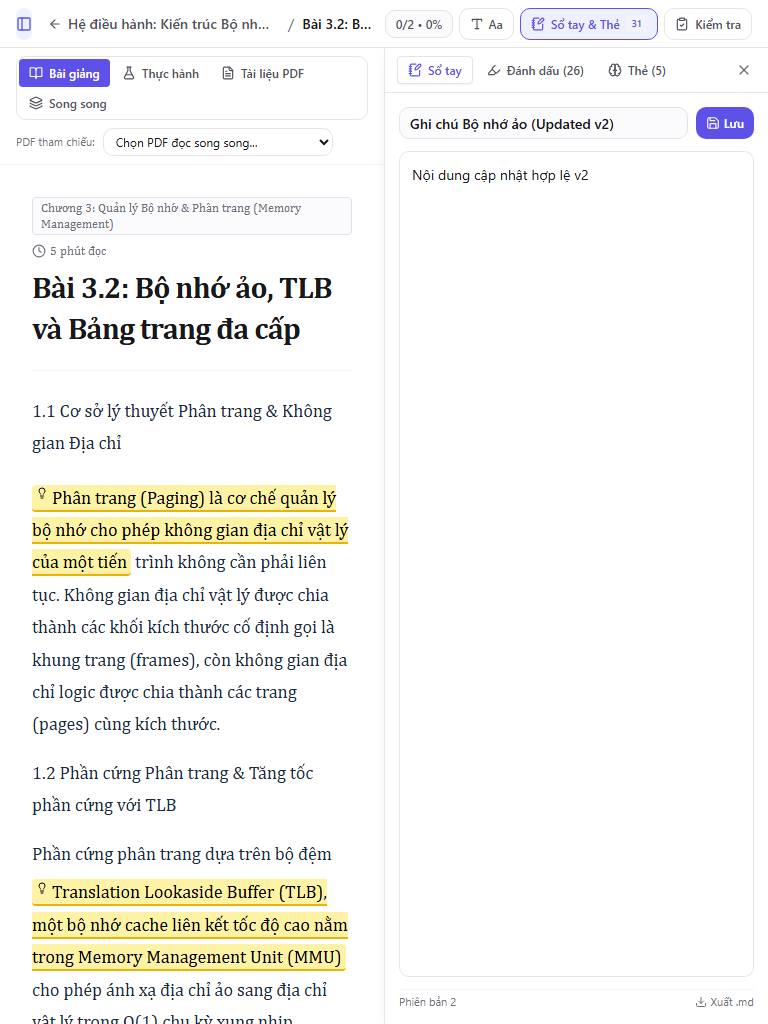 Hệ điều hành: Kiến trúc Bộ nh... / Bài 3.2: B... 0/2 • 0% Aa Sổ tay & Thẻ 31 Kiểm tra
Bài giảng Thực hành Tài liệu PDF
Song song
PDF tham chiếu: Chọn PDF đọc song song...
Chương 3: Quản lý Bộ nhớ & Phân trang (Memory
Management)
5 phút đọc
Bài 3.2: Bộ nhớ ảo, TLB
và Bảng trang đa cấp
1.1 Cơ sở lý thuyết Phân trang & Không
gian Địa chỉ
Phân trang (Paging) là cơ chế quản lý
bộ nhớ cho phép không gian địa chỉ vật lý
của một tiến trình không cần phải liên
tục. Không gian địa chỉ vật lý được chia
thành các khối kích thước cố định gọi là
khung trang (frames), còn không gian địa
chỉ logic được chia thành các trang
(pages) cùng kích thước.
1.2 Phần cứng Phân trang & Tăng tốc
phần cứng với TLB
Phần cứng phân trang dựa trên bộ đệm
Translation Lookaside Buffer (TLB),
một bộ nhớ cache liên kết tốc độ cao nằm
trong Memory Management Unit (MMU)
cho phép ánh xạ địa chỉ ảo sang địa chỉ
vật lý trong O(1) chu kỳ xung nhịp
Sổ tay Đánh dấu (26) Thẻ (5)
Ghi chú Bộ nhớ ảo (Updated v2) Lưu
Nội dung cập nhật hợp lệ v2
Phiên bản 2 Xuất .md